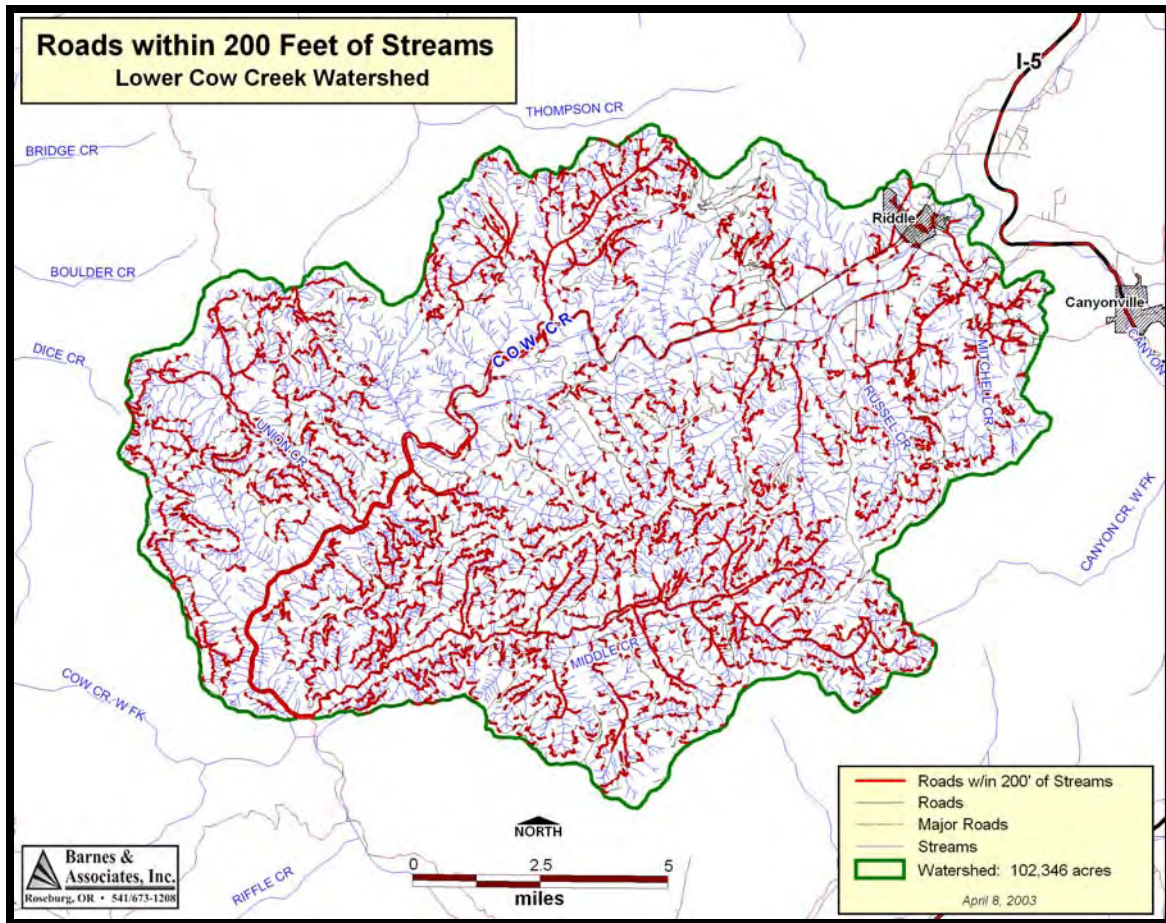 Roads within 200 Feet of Streams
Lower Cow Creek Watershed
I-5
THOMPSON CR
BRIDGE CR
Riddle
BOULDER CR
Canyonville
CANYON
COW CR
DICE CR
MITCHELL CR
RUSSEL CR
UNION CR
CANYON CR, W FK
MIDDLE CR
COW CR, W FK
Roads w/in 200' of Streams
Roads
Major Roads
Streams
Watershed: 102,346 acres
April 8, 2003
NORTH
0 2.5 5
miles
Barnes &
Associates, Inc.
Roseburg, OR • 541/673-1208
RIFFLE CR